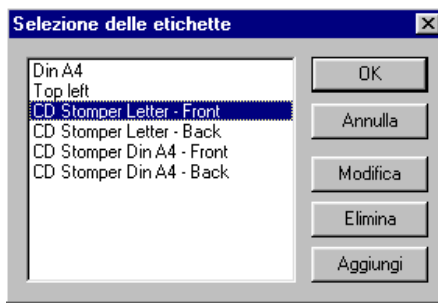 Selezione delle etichette
Din A4
Top left
CD Stomper Letter - Front
CD Stomper Letter - Back
CD Stomper Din A4 - Front
CD Stomper Din A4 - Back
OK
Annulla
Modifica
Elimina
Aggiungi